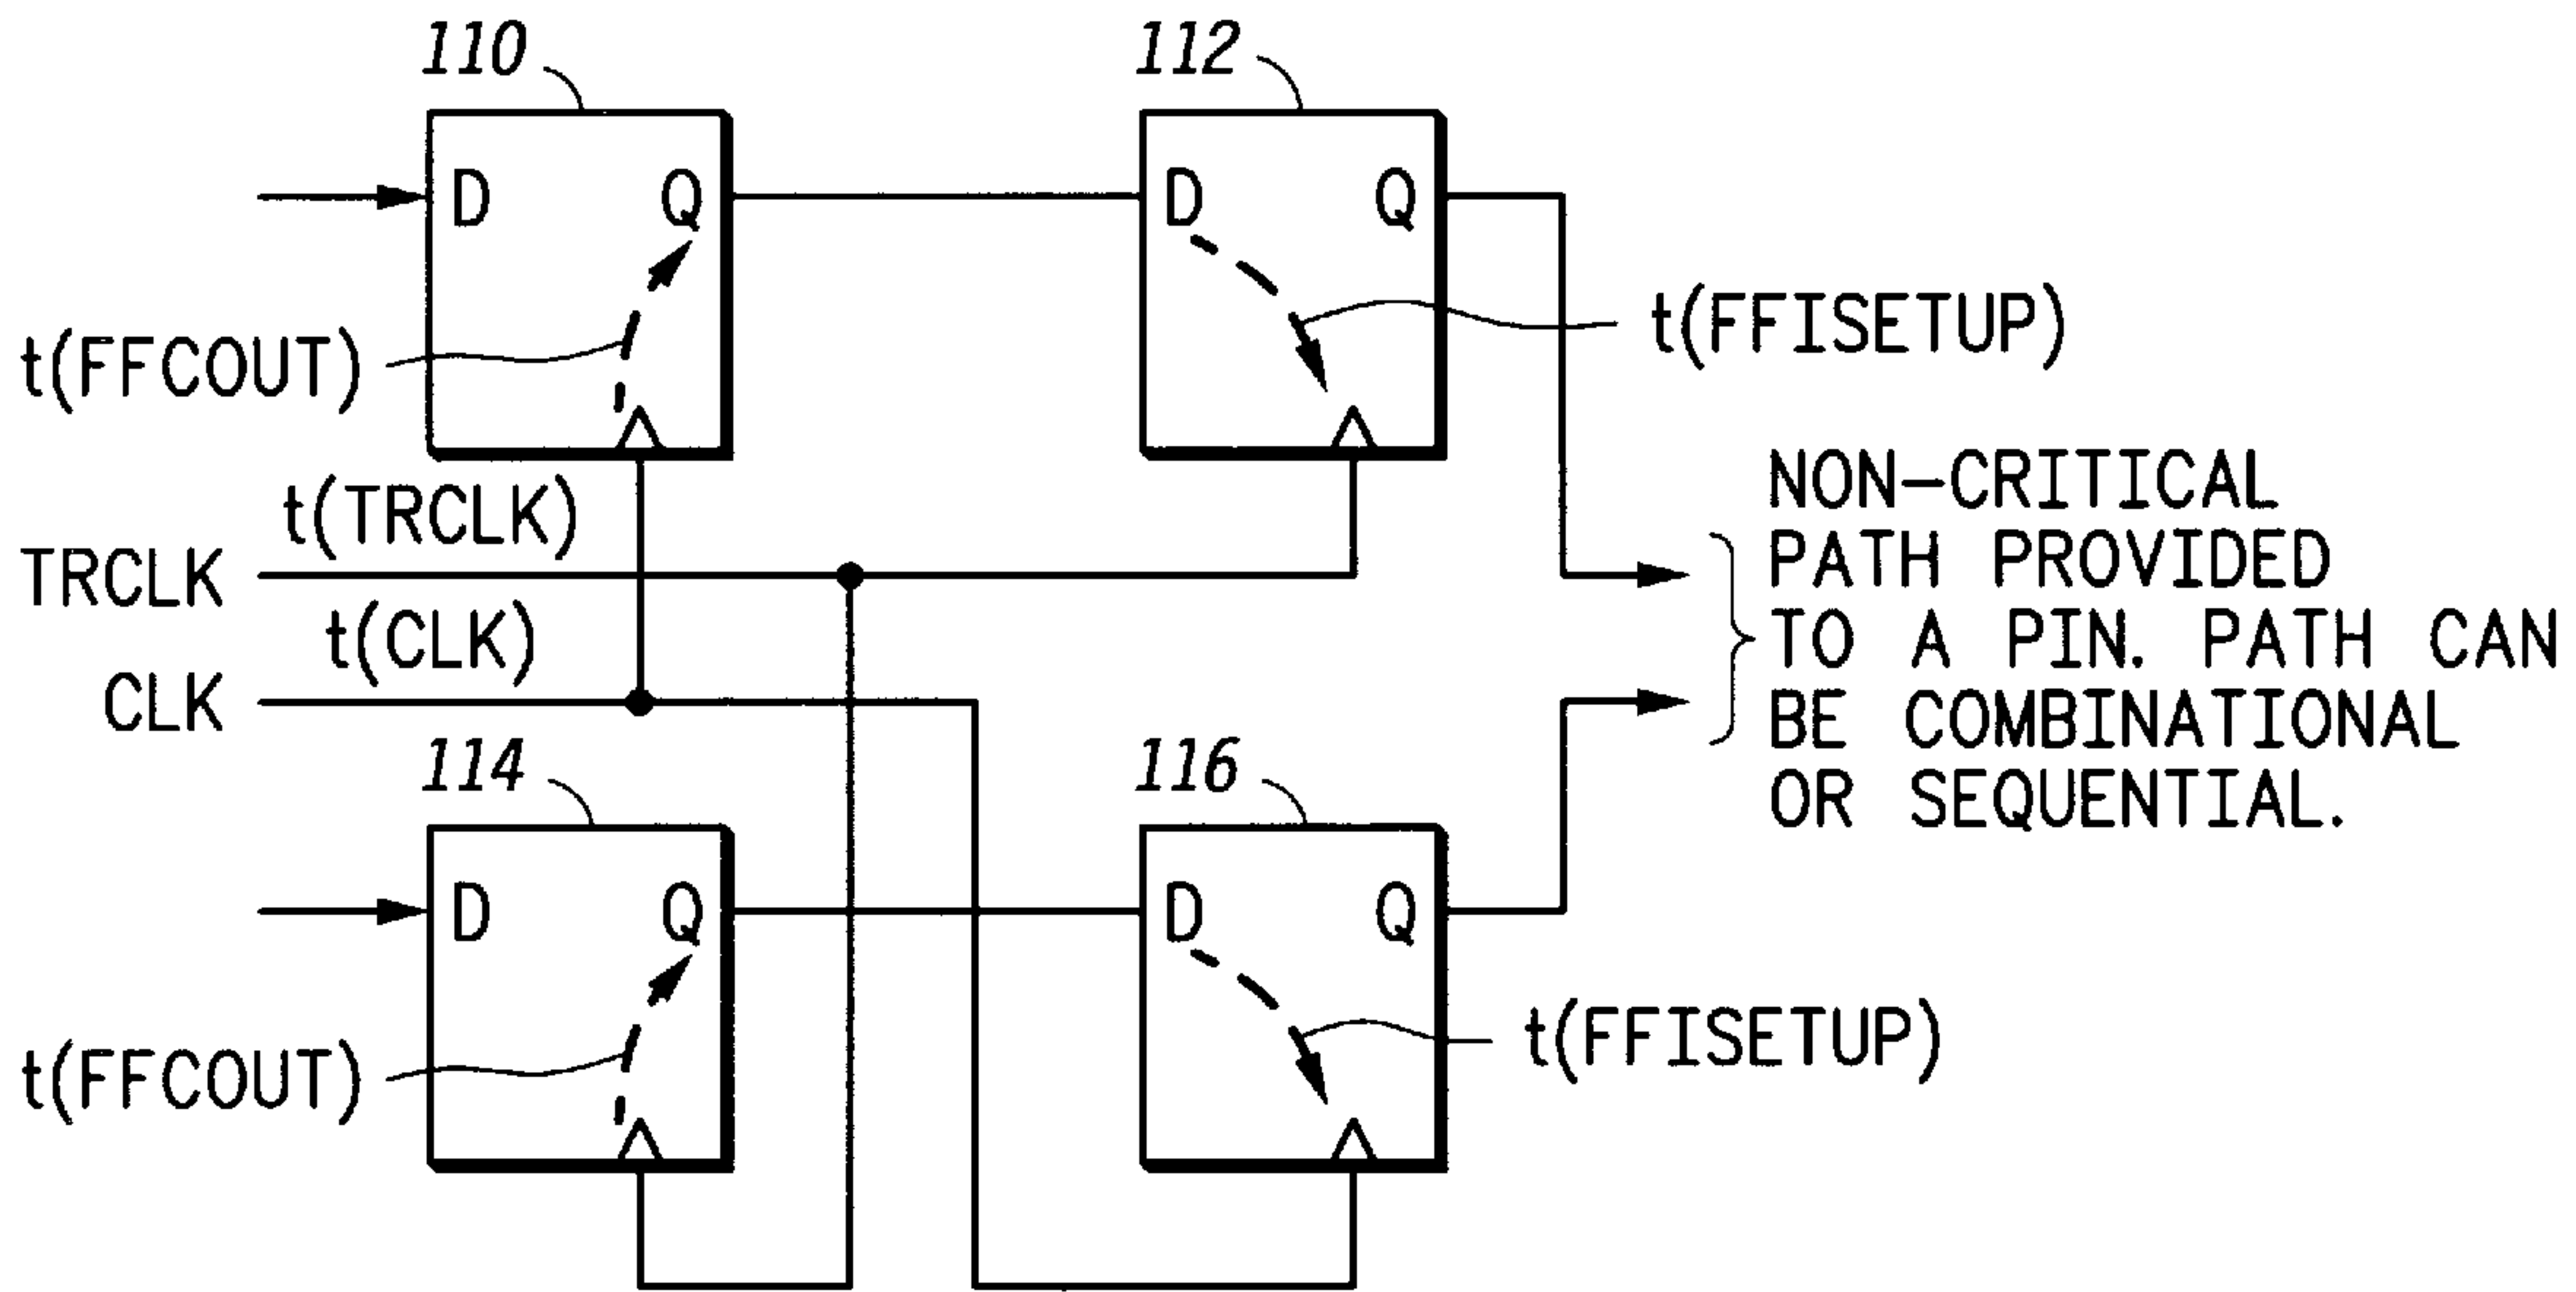 110
112
D Q
D Q
t(FFCOUT)
t(FFISETUP)
t(TRCLK)
TRCLK
t(CLK)
CLK
NON-CRITICAL
PATH PROVIDED
TO A PIN. PATH CAN
BE COMBINATIONAL
OR SEQUENTIAL.
114
116
D Q
D Q
t(FFCOUT)
t(FFISETUP)